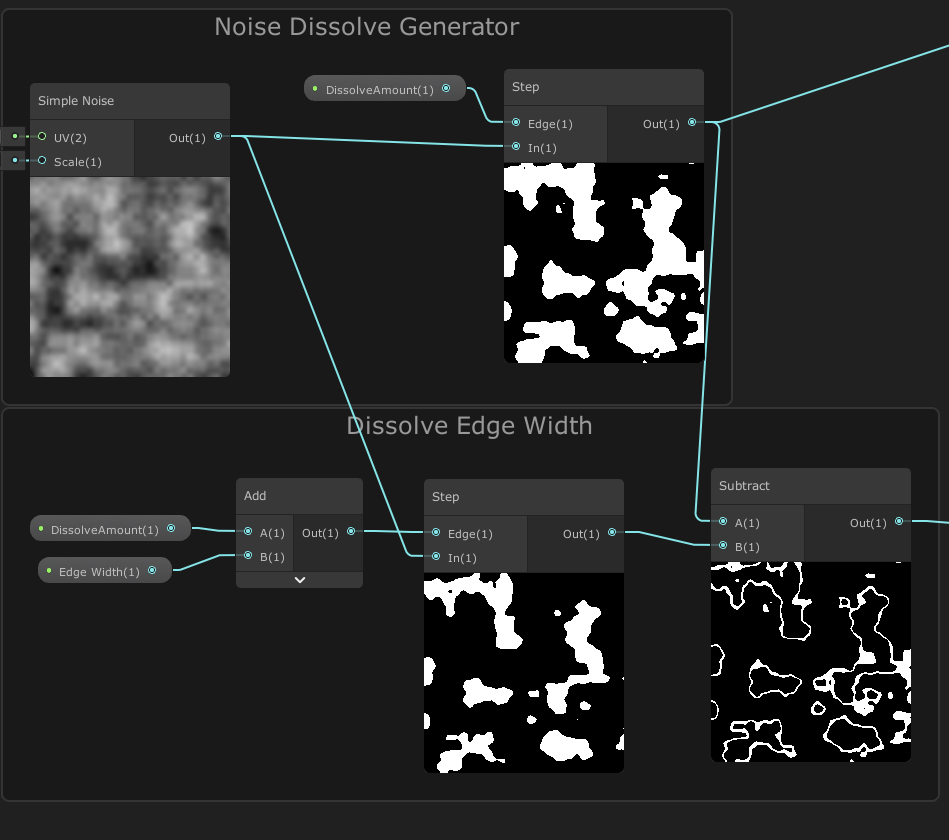 Noise Dissolve Generator
Simple Noise
UV(2)
Scale(1)
Out(1)
DissolveAmount(1)
Step
Edge(1)
In(1)
Out(1)
Dissolve Edge Width
DissolveAmount(1)
Edge Width(1)
Add
A(1)
B(1)
Out(1)
Step
Edge(1)
In(1)
Out(1)
Subtract
A(1)
B(1)
Out(1)